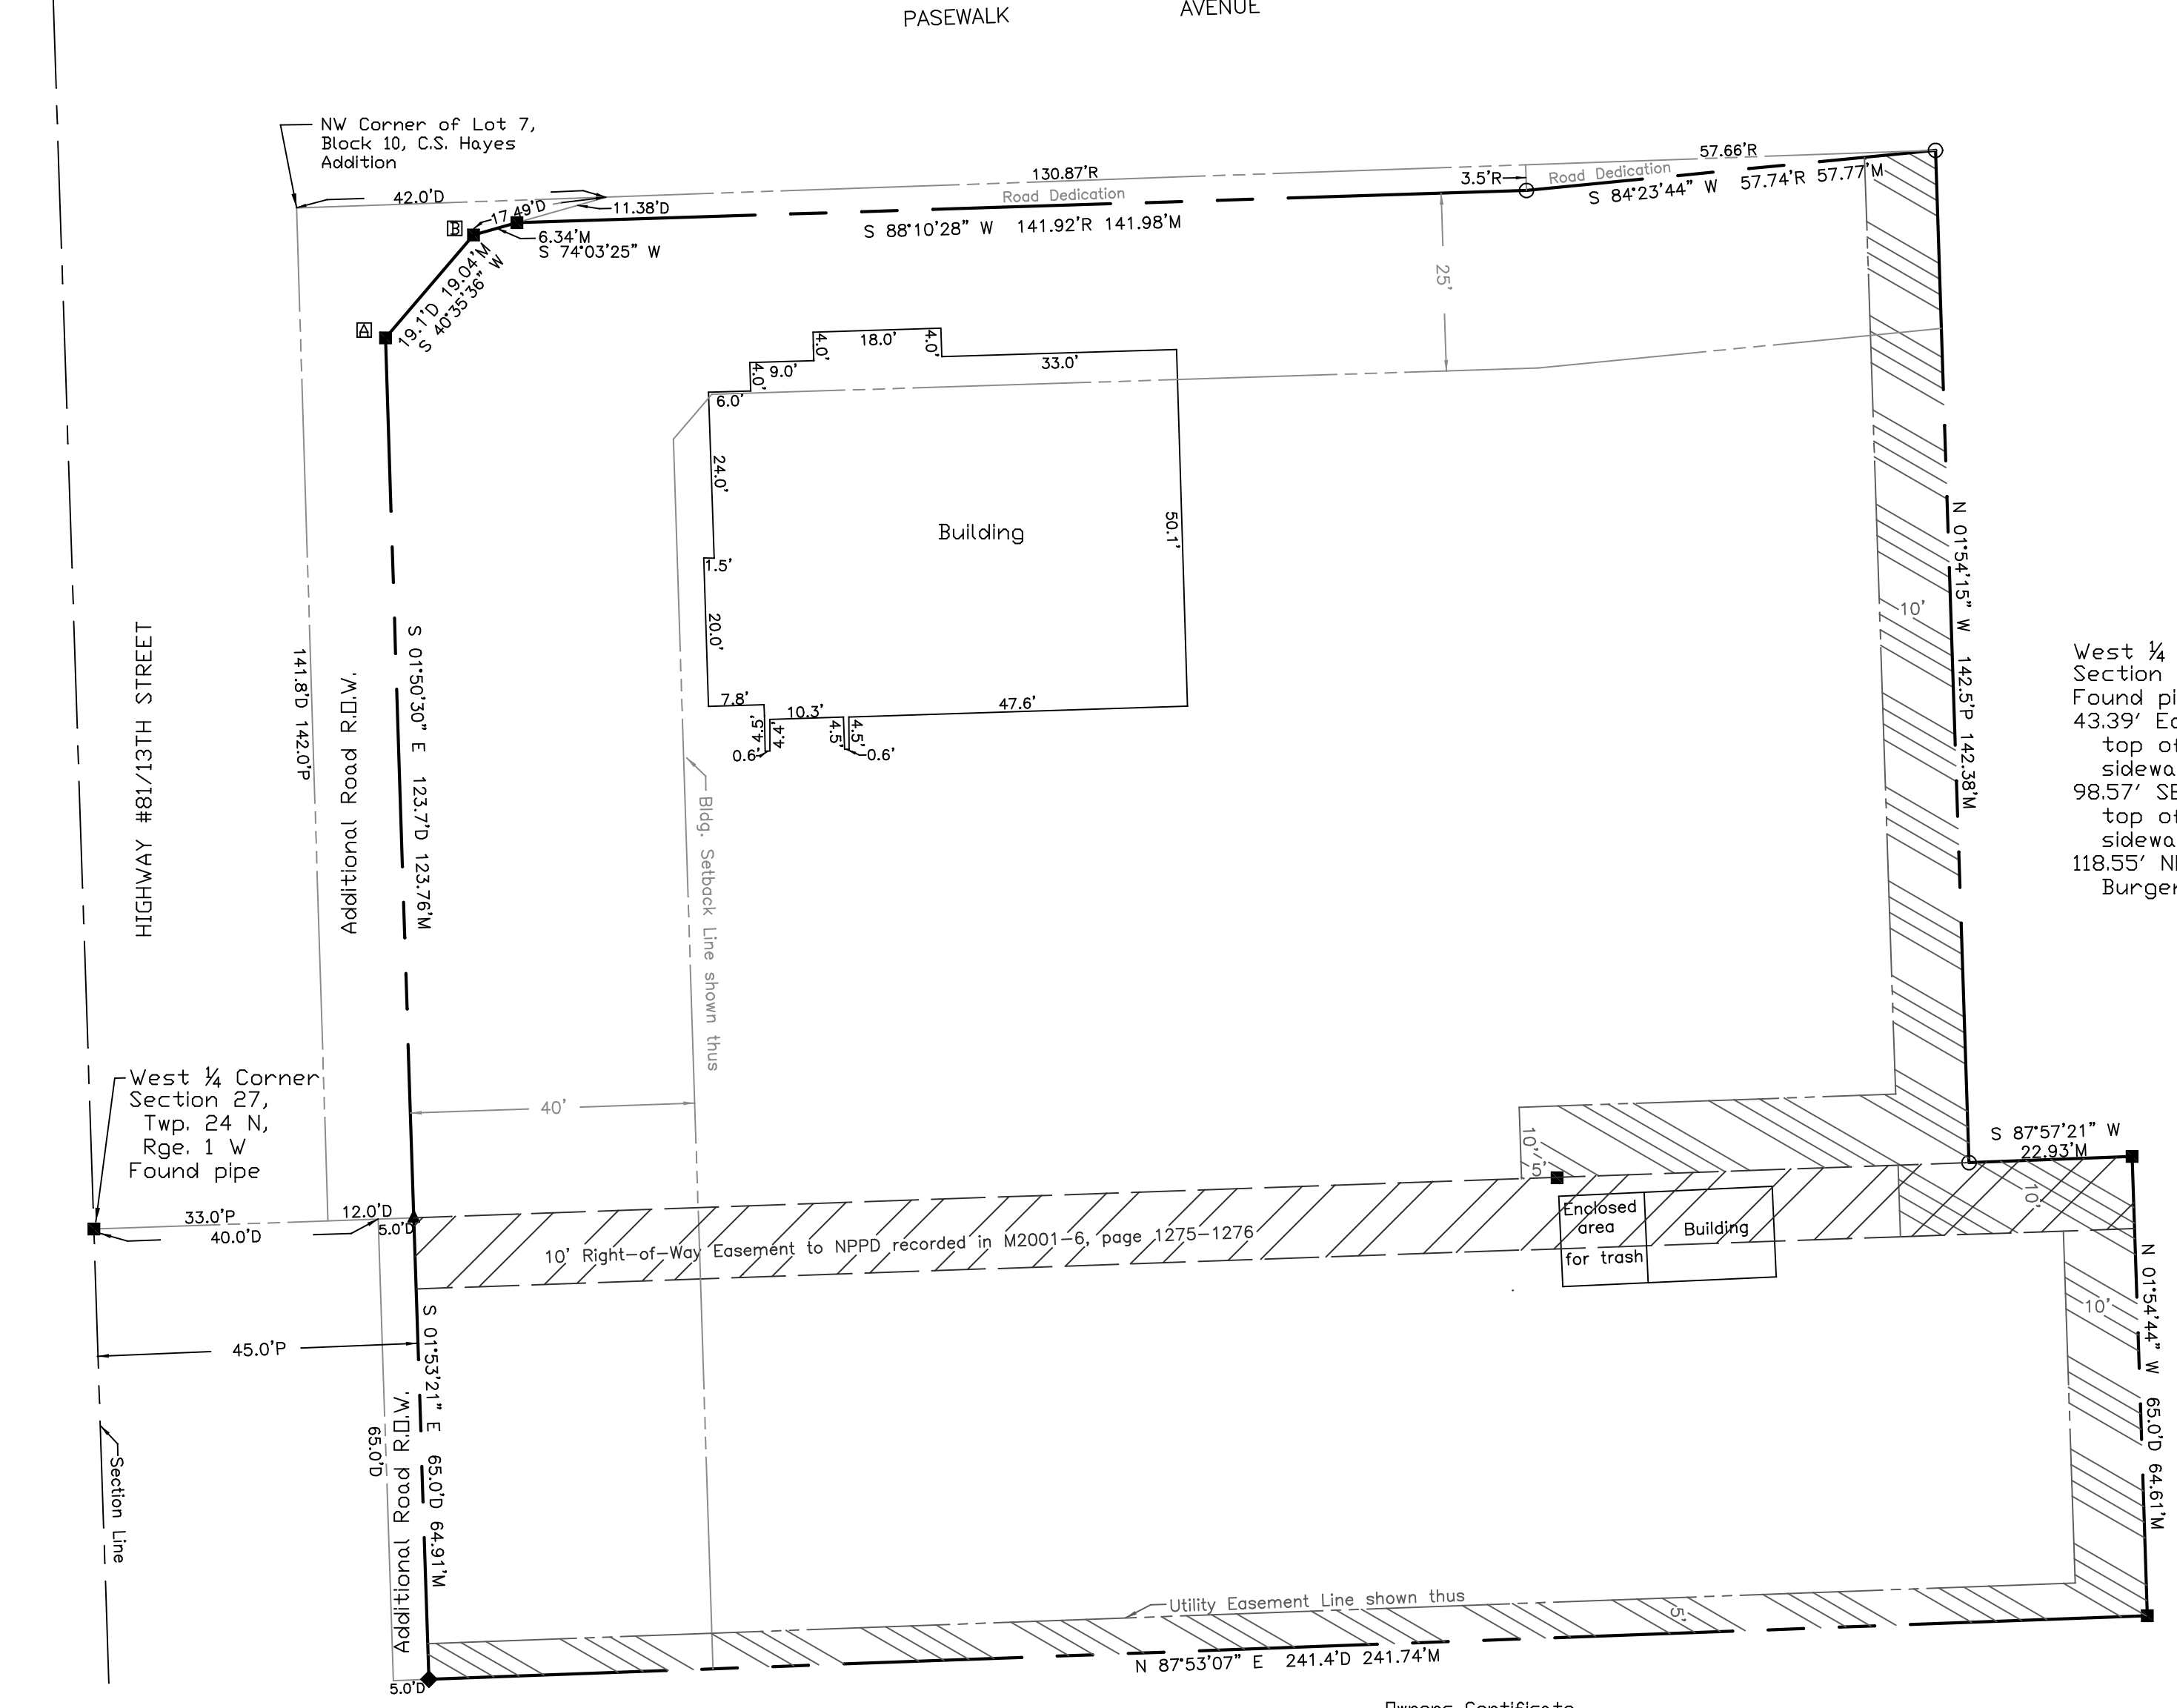 PASEWALK AVENUE
NW Corner of Lot 7,
Block 10, C.S. Hayes
Addition
42.0'D
17.49'D
11.38'D
130.87'R
Road Dedication
3.5'R
57.66'R
Road Dedication
S 84°23'44" W 57.74'R 57.77'M
S 88°10'28" W 141.92'R 141.98'M
B
6.34'M
S 74°03'25" W
19.1'D 19.04'M
S 40°35'36" W
A
25'
4.0'
18.0'
4.0'
33.0'
4.0'
9.0'
6.0'
24.0'
Building
50.1'
1.5'
20.0'
7.8'
10.3'
47.6'
4.5'
4.4'
4.5'
4.5'
0.6'
0.6'
HIGHWAY #81/13TH STREET
141.8'D 142.0'P
Additional Road R.O.W.
S 01°50'30" E 123.7'D 123.76'M
Bldg. Setback Line shown thus
N 01°54'15" W 142.5'P 142.38'M
10'
West ¼
Section
Found pi
43.39' Ea
top of
sidewa
98.57' SE
top of
sidewa
118.55'
Burger
West ¼ Corner
Section 27,
Twp. 24 N,
Rge. 1 W
Found pipe
40'
10'
5'
S 87°57'21" W
22.93'M
33.0'P
12.0'D
40.0'D
5.0'D
10' Right-of-Way Easement to NPPD recorded in M2001-6, page 1275-1276
Enclosed
area
for trash
Building
10'
10'
45.0'P
S 01°53'21" E 65.0'D 64.91'M
N 01°54'44" W 65.0'D 64.61'M
65.0'D
Additional Road R.O.W.
Section Line
Utility Easement Line shown thus
5'
N 87°53'07" E 241.4'D 241.74'M
5.0'D
Owners Certificate